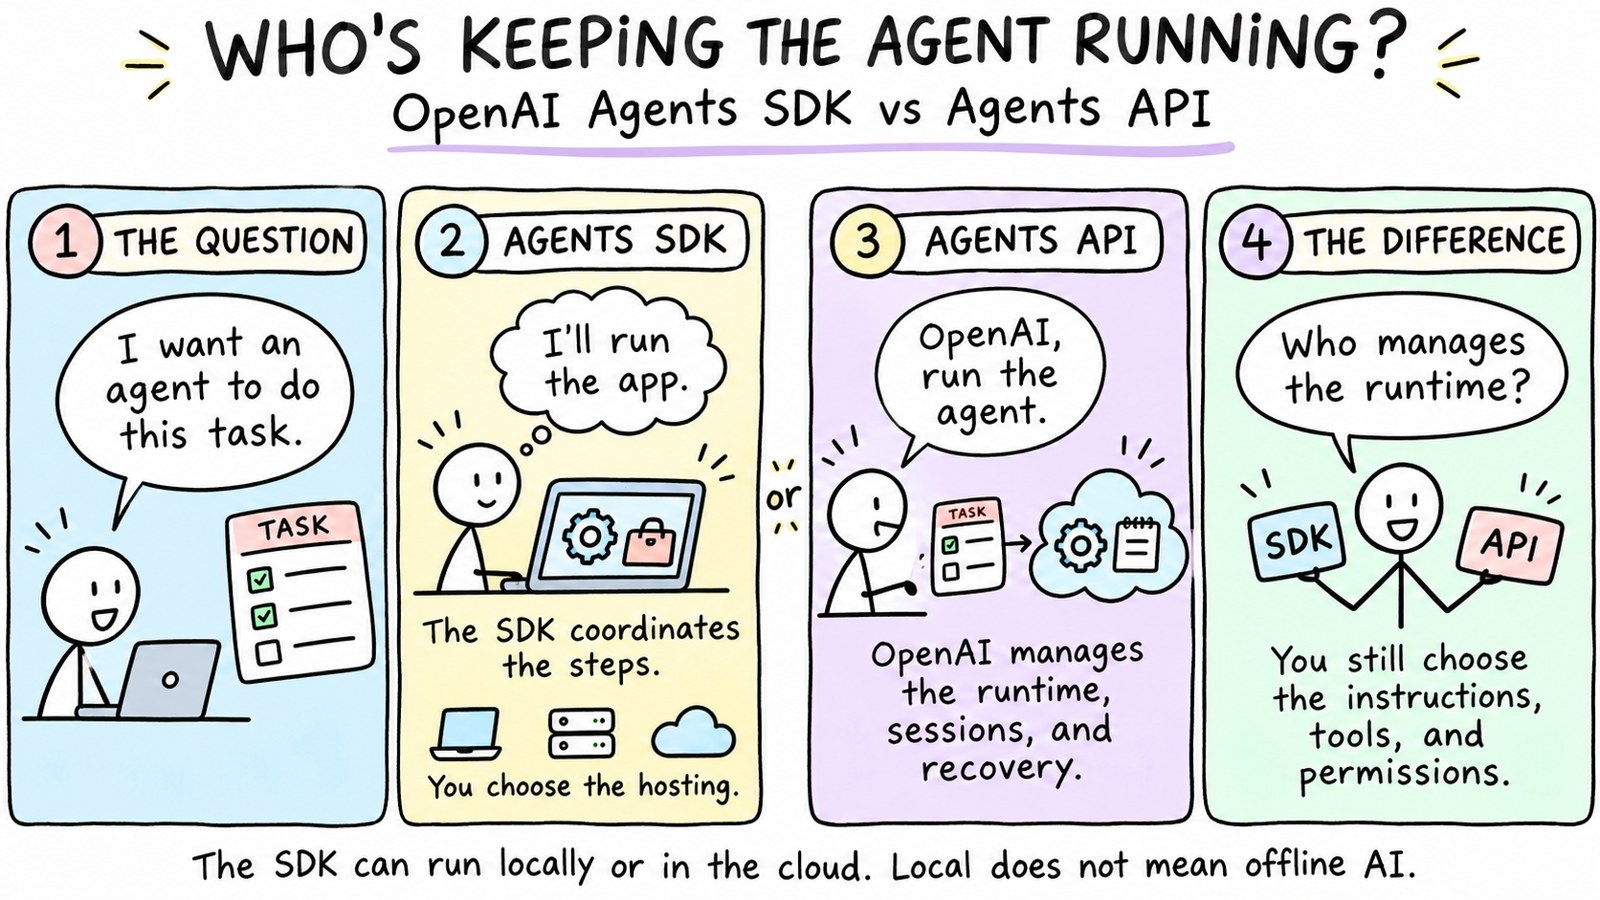 WHO'S KEEPING THE AGENT RUNNING?
OpenAI Agents SDK vs Agents API
1 THE QUESTION
I want an
agent to do
this task.
TASK
2 AGENTS SDK
I'll run
the app.
The SDK coordinates
the steps.
You choose the hosting.
or
3 AGENTS API
OpenAI,
run the
agent.
TASK
OpenAI manages
the runtime,
sessions, and
recovery.
4 THE DIFFERENCE
Who manages
the runtime?
SDK
API
You still choose
the instructions,
tools, and
permissions.
The SDK can run locally or in the cloud. Local does not mean offline AI.